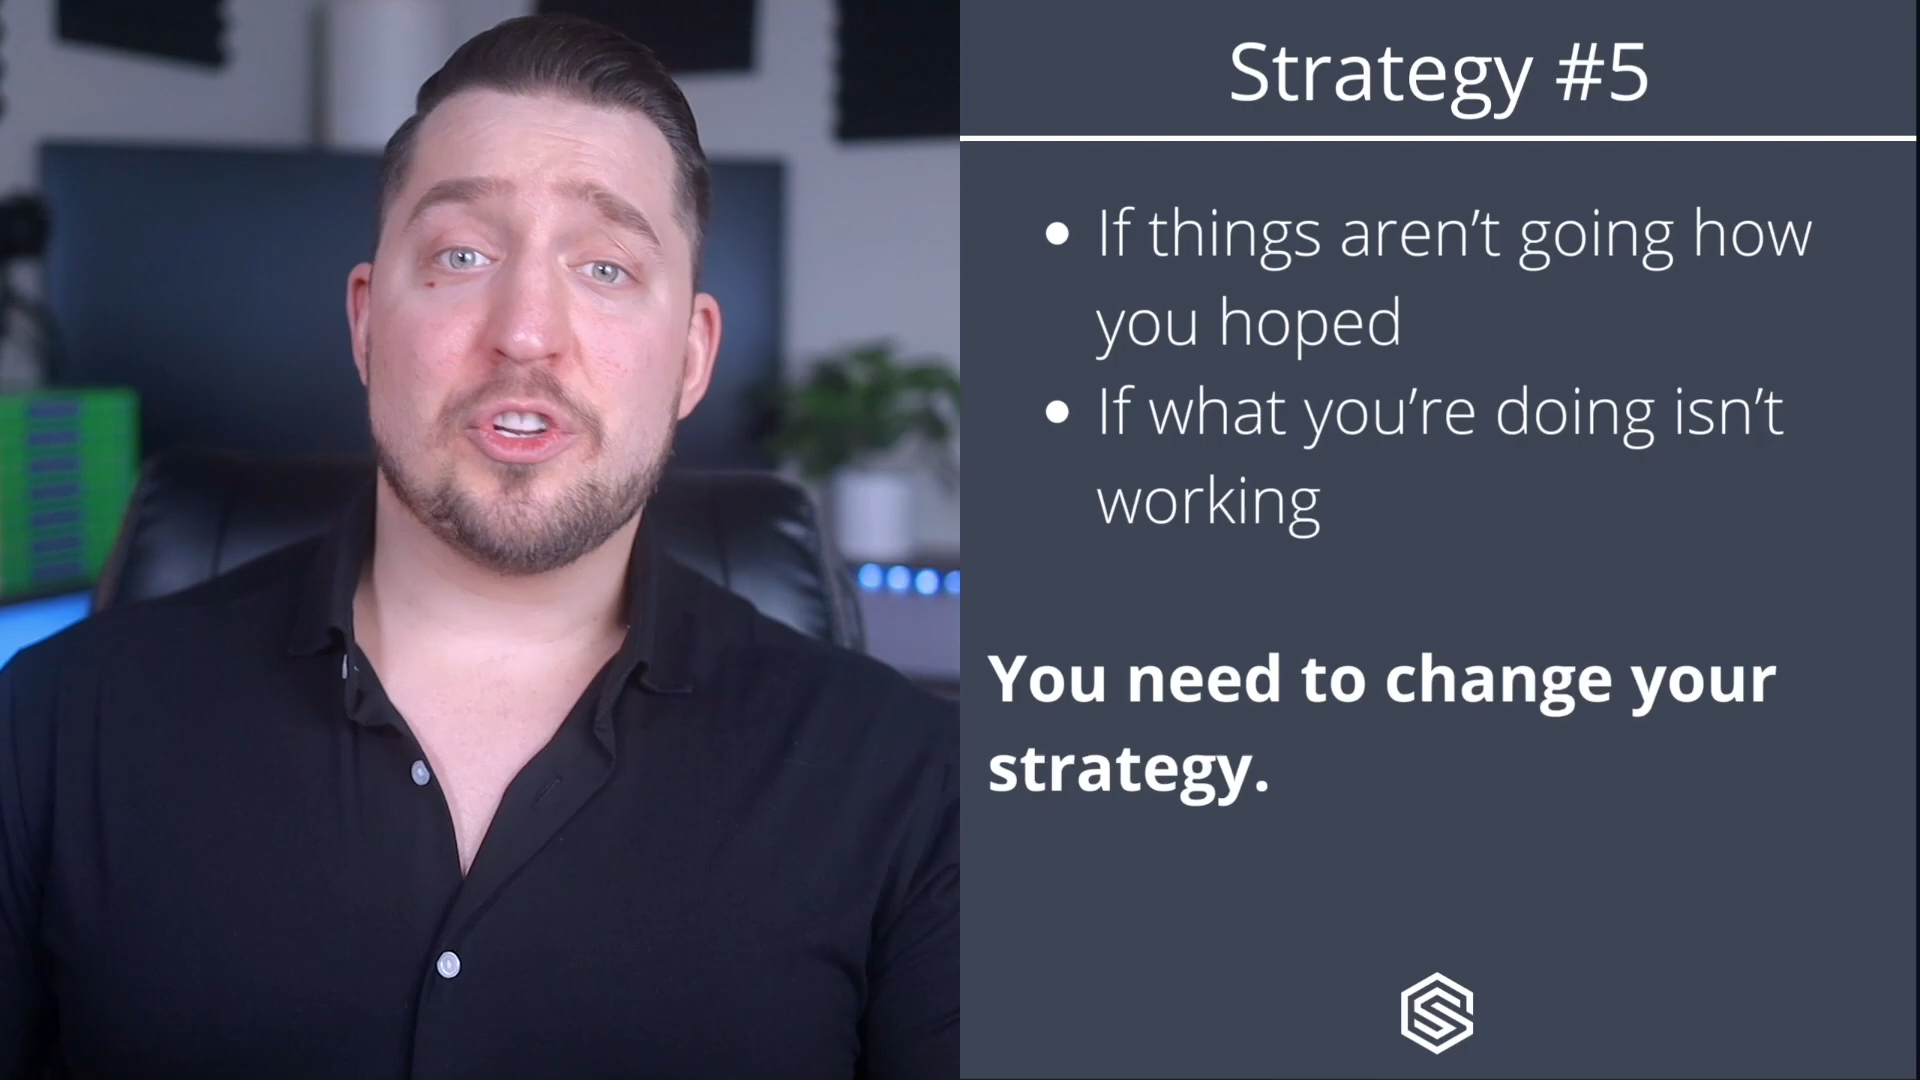 Strategy #5
• If things aren’t going how
you hoped
• If what you’re doing isn’t
working
You need to change your
strategy.